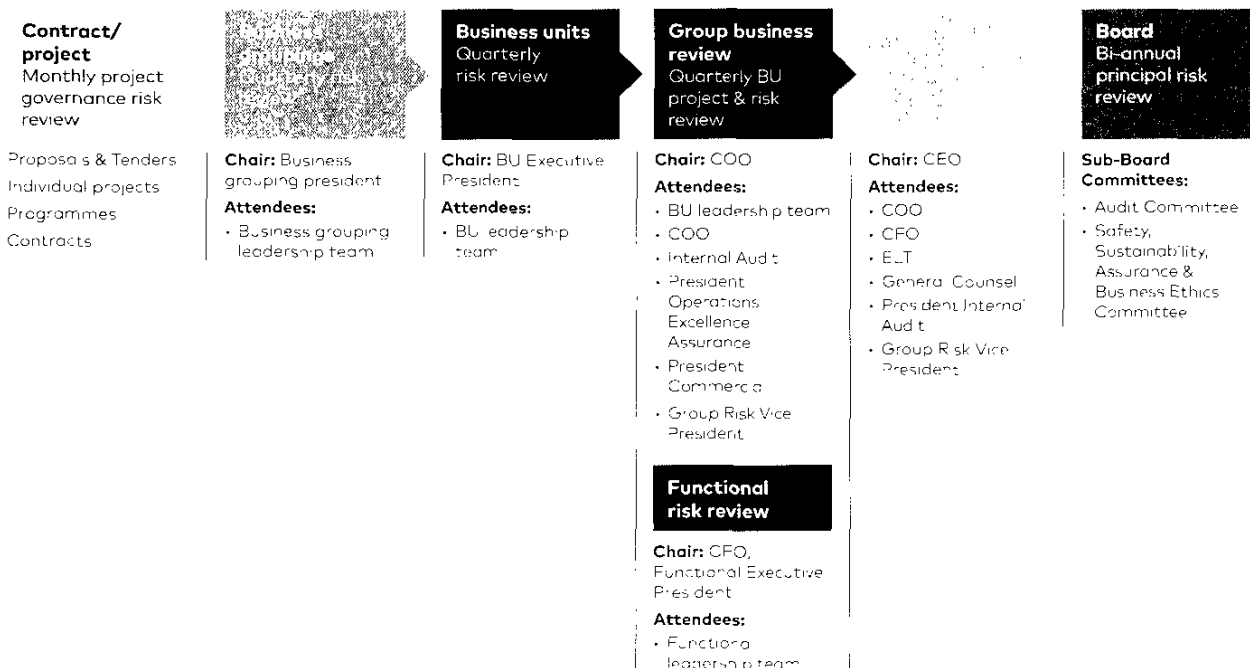 Contract/
project
Monthly project
governance risk
review
Proposals & Tenders
Individual projects
Programmes
Contracts
Business
groupings
Quarterly risk
review
Chair: Business
grouping president
Attendees:
• Business grouping
leadership team
Business units
Quarterly
risk review
Chair: BU Executive
President
Attendees:
• BU leadership
team
Group business
review
Quarterly BU
project & risk
review
Chair: COO
Attendees:
• BU leadership team
• COO
• Internal Audit
• President
Operations
Excellence
Assurance
• President
Commercial
• Group Risk Vice
President
Functional
risk review
Chair: CFO,
Functional Executive
President
Attendees:
• Functional
leadership team
Chair: CEO
Attendees:
• COO
• CFO
• ELT
• General Counsel
• President Internal
Audit
• Group Risk Vice
President
Board
Bi-annual
principal risk
review
Sub-Board
Committees:
• Audit Committee
• Safety,
Sustainability,
Assurance &
Business Ethics
Committee